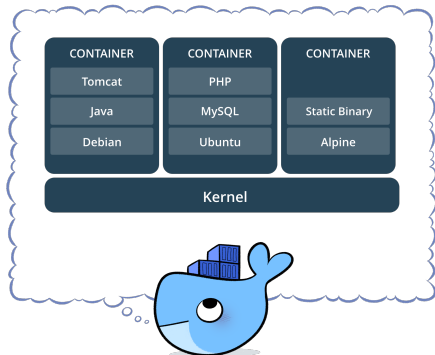 CONTAINER
Tomcat
Java
Debian
CONTAINER
PHP
MySQL
Ubuntu
CONTAINER
Static Binary
Alpine
Kernel